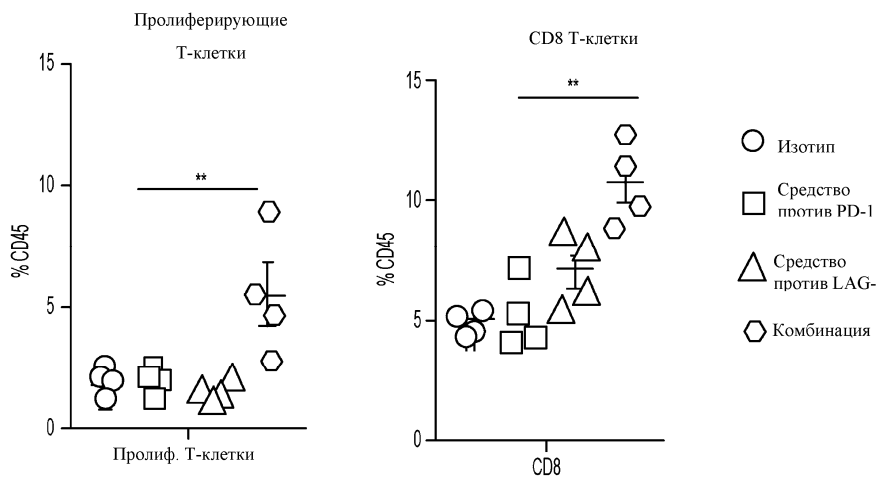 Пролиферирующие
Т-клетки
15
10
5
0
% CD45
**
Пролиф. Т-клетки
CD8 Т-клетки
15
10
5
0
% CD45
**
CD8
Изотип
Средство
против PD-1
Средство
против LAG-
Комбинация